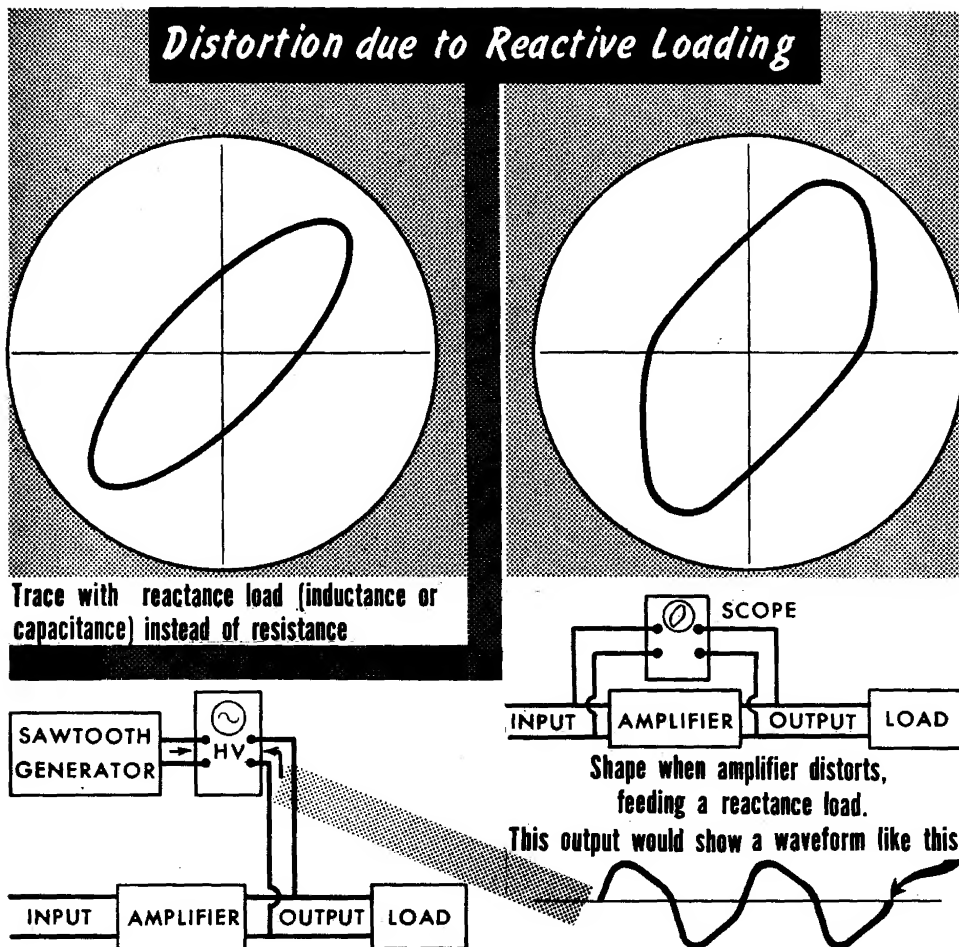 Distortion due to Reactive Loading
Trace with reactance load (inductance or
capacitance) instead of resistance
SCOPE
INPUT
AMPLIFIER
OUTPUT
LOAD
Shape when amplifier distorts,
feeding a reactance load.
This output would show a waveform like this
SAWTOOTH
GENERATOR
HV
INPUT
AMPLIFIER
OUTPUT
LOAD